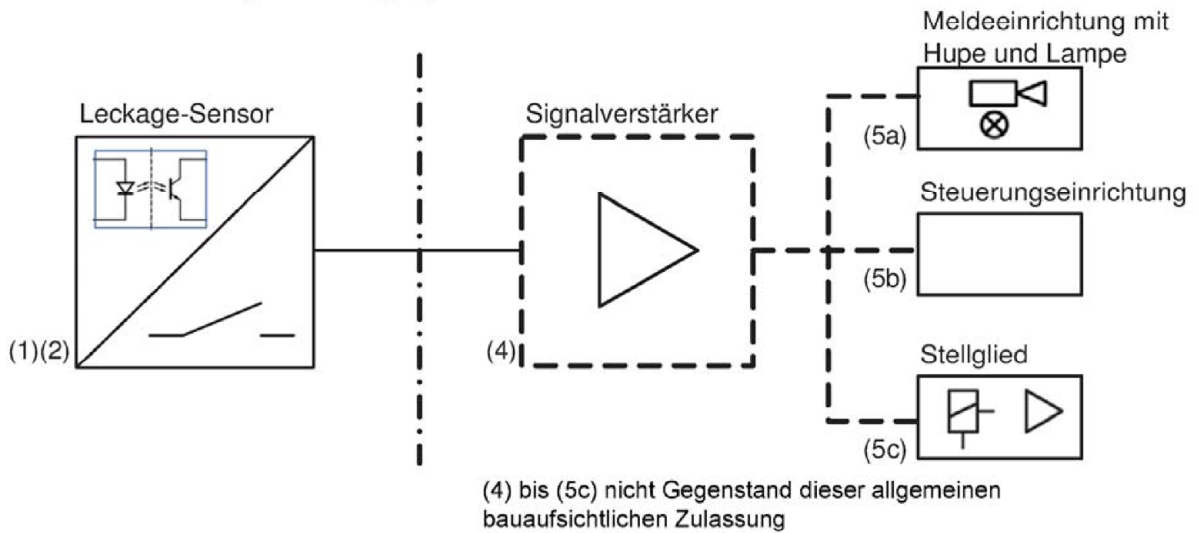 Meldeeinrichtung mit
Hupe und Lampe
Leckage-Sensor
Signalverstärker
(5a)
Steuerungseinrichtung
(5b)
(1)(2)
(4)
Stellglied
(5c)
(4) bis (5c) nicht Gegenstand dieser allgemeinen
bauaufsichtlichen Zulassung